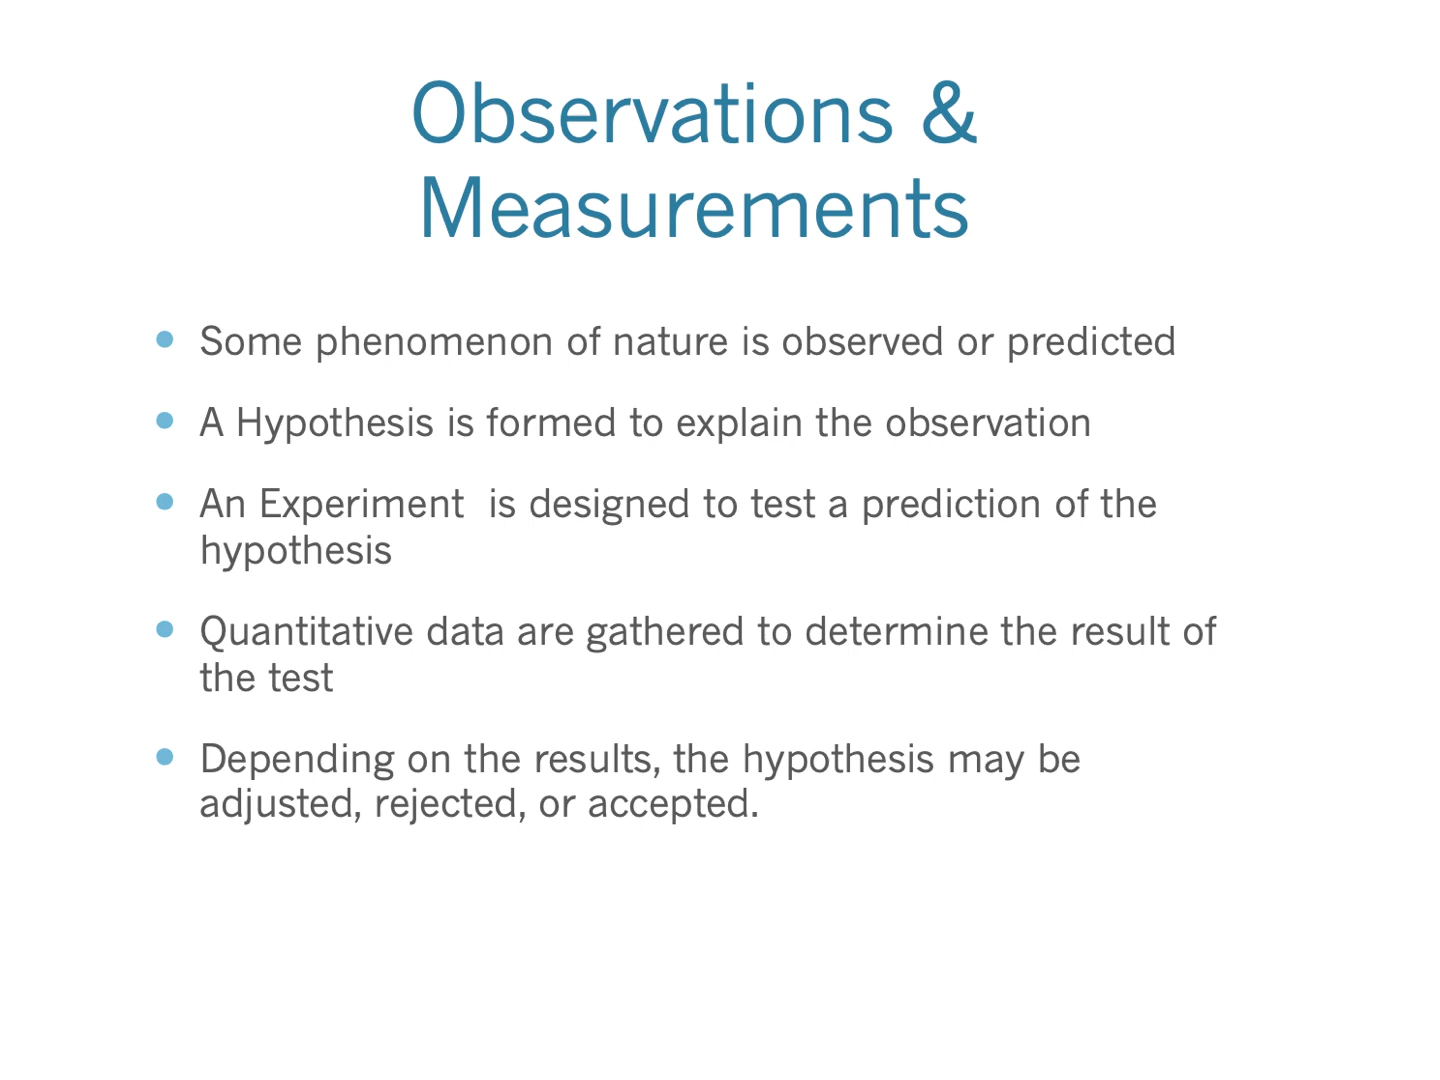 Observations &
Measurements
• Some phenomenon of nature is observed or predicted
• A Hypothesis is formed to explain the observation
• An Experiment  is designed to test a prediction of the
hypothesis
• Quantitative data are gathered to determine the result of
the test
• Depending on the results, the hypothesis may be
adjusted, rejected, or accepted.